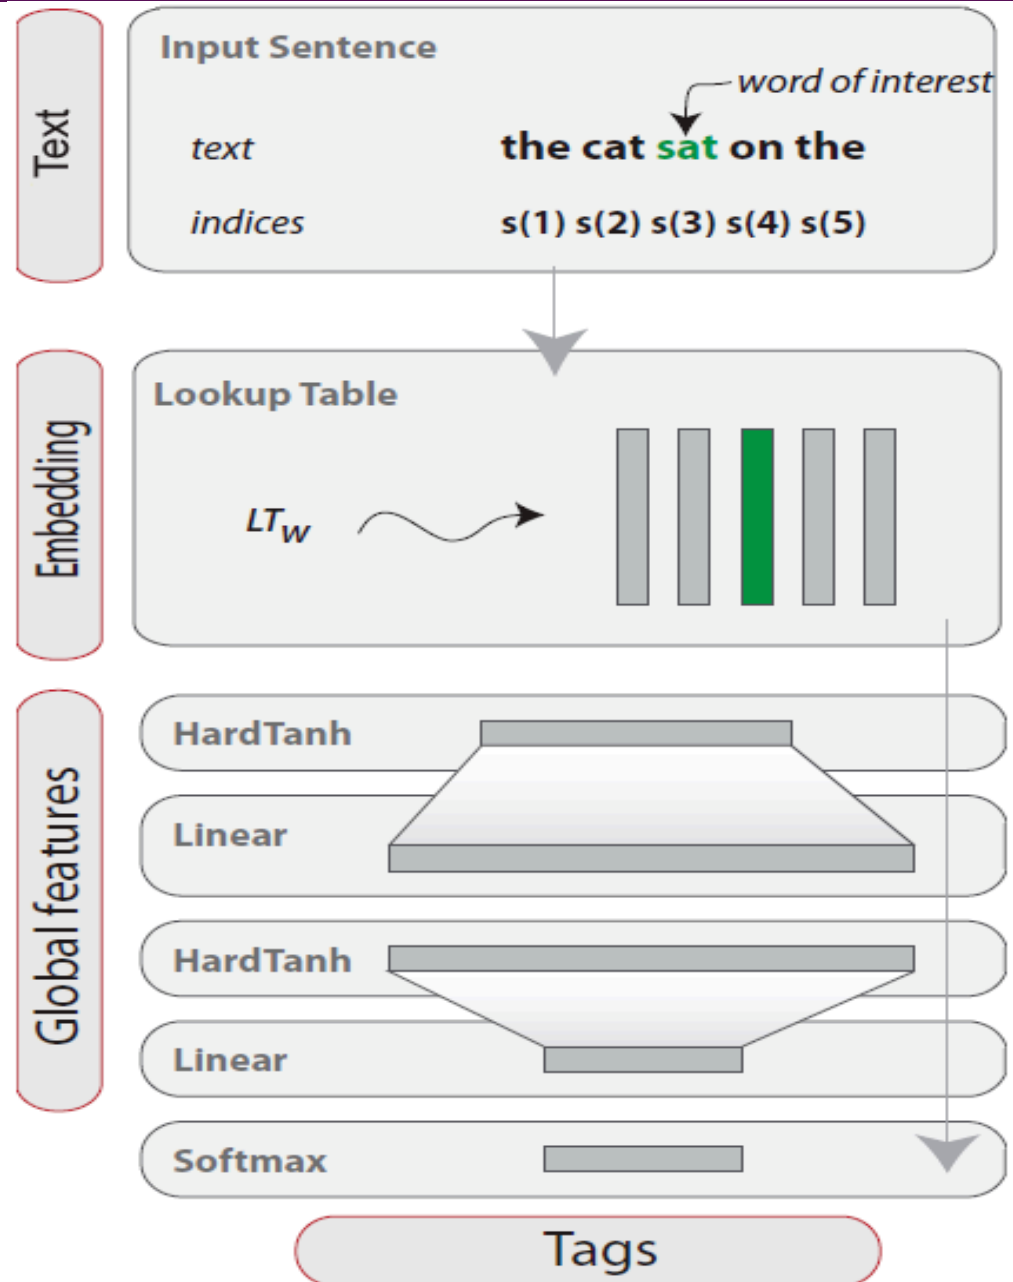 Text
Input Sentence
word of interest
text the cat sat on the
indices s(1) s(2) s(3) s(4) s(5)
Embedding
Lookup Table
LTW
Global features
HardTanh
Linear
HardTanh
Linear
Softmax
Tags